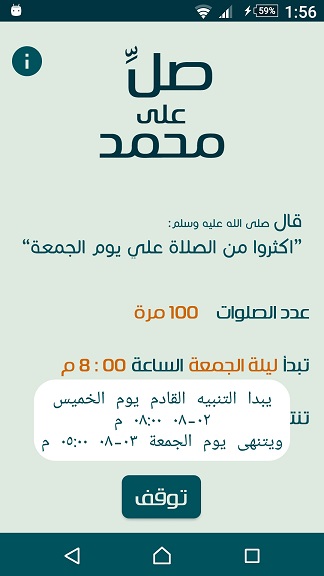 59% 1:56
i
صلِّ
على
محمد
قال صلى الله عليه وسلم:
”اكثروا من الصلاة علي يوم الجمعة“
عدد الصلوات 100 مرة
تبدأ ليلة الجمعة الساعة 00 : 8 م
يبدا التنبيه القادم يوم الخميس
٠٨-٠٢ ٠٨:٠٠ م
ويتنهى يوم الجمعة ٠٣-٠٨ ٠٥:٠٠ م
توقف